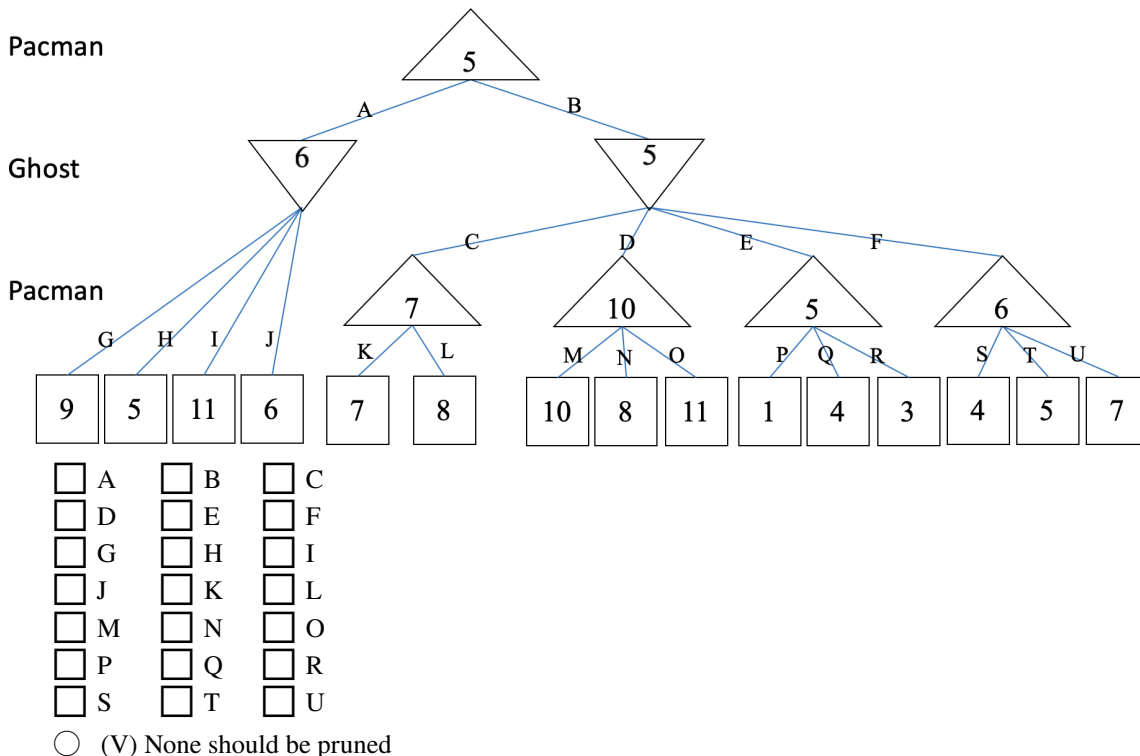 Pacman 5
A B
Ghost 6 5
C D E F
Pacman 7 10 5 6
G H I J K L M N O P Q R S T U
9 5 11 6 7 8 10 8 11 1 4 3 4 5 7
A B C
D E F
G H I
J K L
M N O
P Q R
S T U
(V) None should be pruned